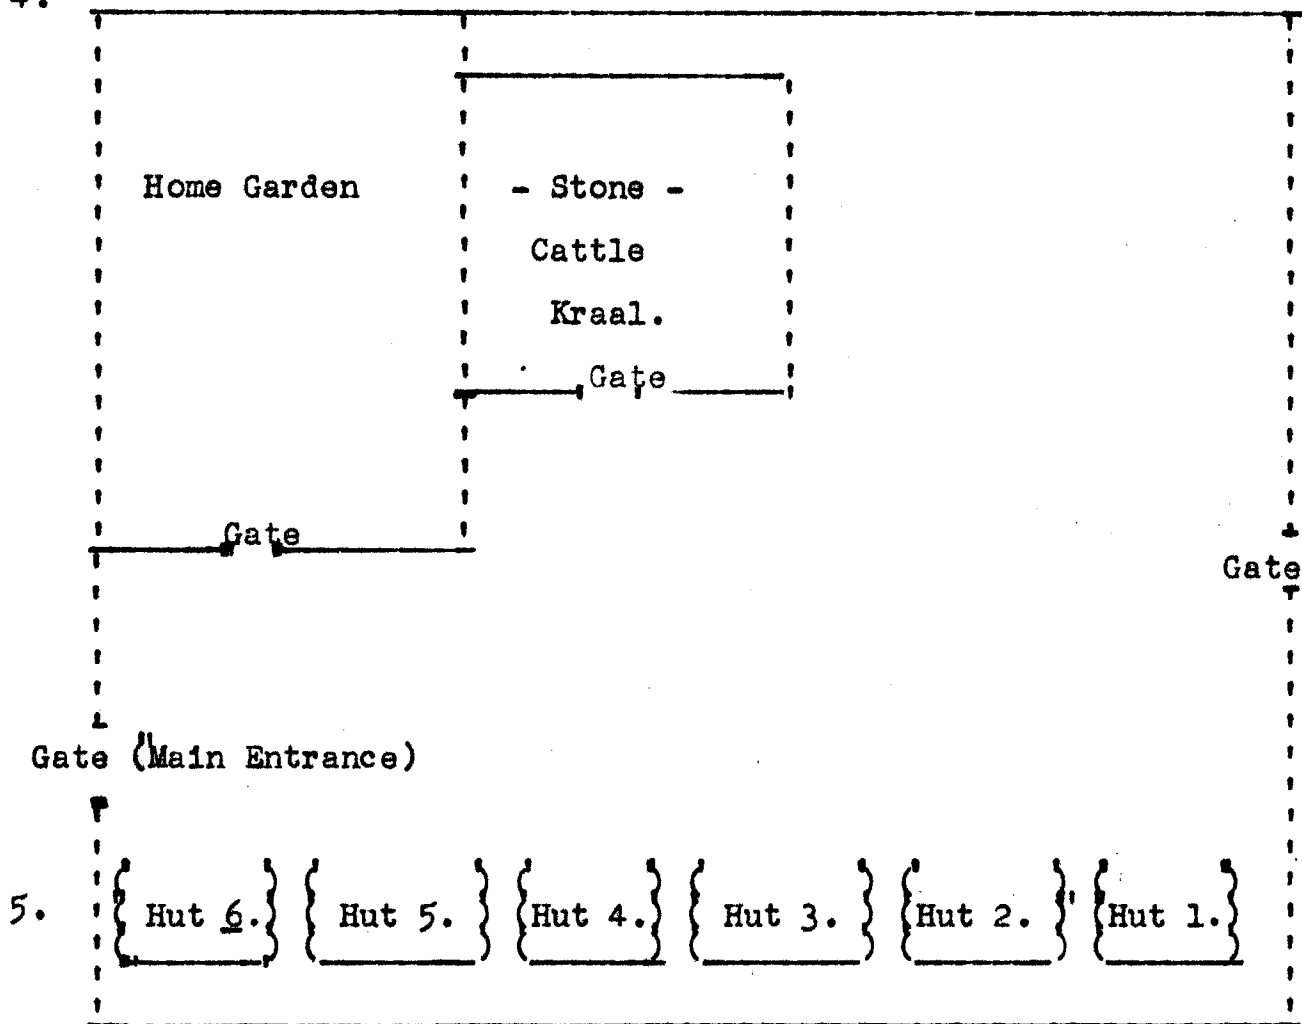 Home Garden - Stone -
Cattle
Kraal.
Gate
Gate
Gate
Gate (Main Entrance)
5. Hut 6. Hut 5. Hut 4. Hut 3. Hut 2. Hut 1.